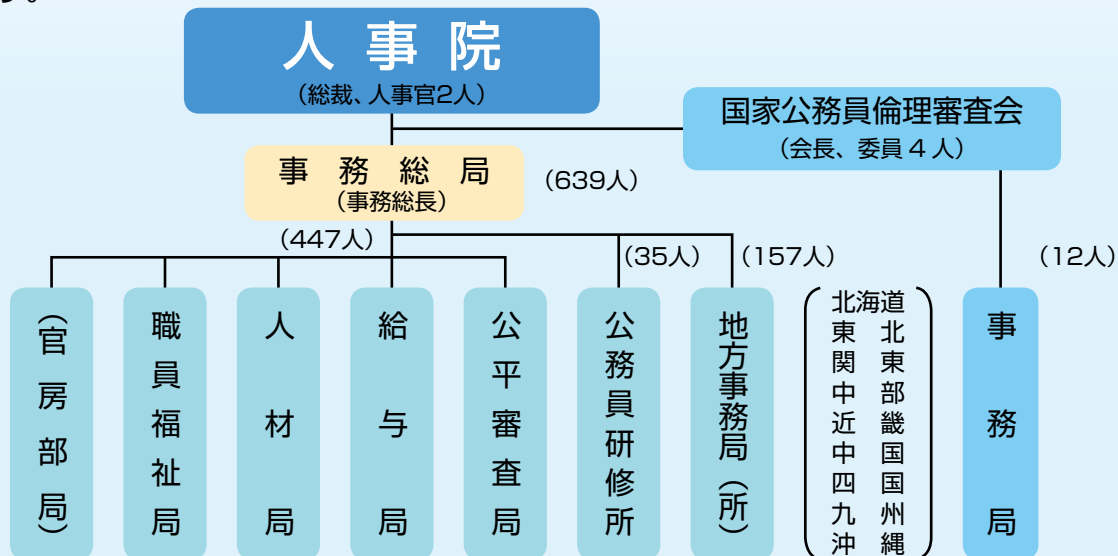 す。
人事院
（総裁、人事官2人）
国家公務員倫理審査会
（会長、委員４人）
事務総局
（事務総長）
（639人）
（447人）
（35人）
（157人）
（12人）
（官房部局）
職員福祉局
人材局
給与局
公平審査局
公務員研修所
地方事務局（所）
北海道
東北
関東
中部
近畿
中国
四国
九州
沖縄
事務局